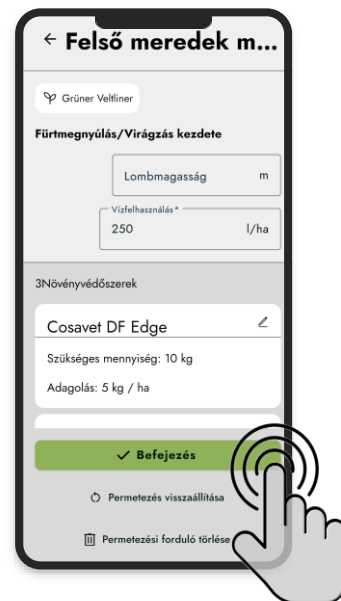 Felső meredek m...
Grüner Veltliner
Fürtmegnyúlás/Virágzás kezdete
Lombmagasság m
Vízfelhasználás*
250 l/ha
3Növényvédőszerek
Cosavet DF Edge
Szükséges mennyiség: 10 kg
Adagolás: 5 kg / ha
Befejezés
Permetezés visszaállítása
Permetezési forduló törlése